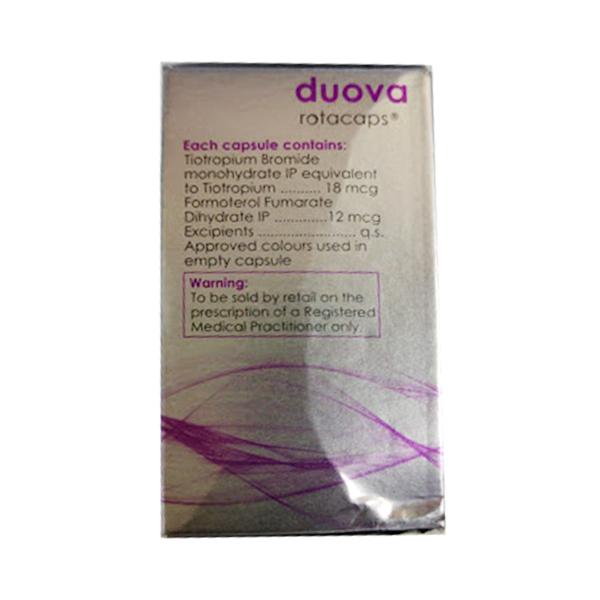 duova
rotacaps®
Each capsule contains:
Tiotropium Bromide
monohydrate IP equivalent
to Tiotropium .......... 18 mcg
Formoterol Fumarate
Dihydrate IP .............12 mcg
Excipients ........................ q.s.
Approved colours used in
empty capsule
Warning:
To be sold by retail on the
prescription of a Registered
Medical Practitioner only.